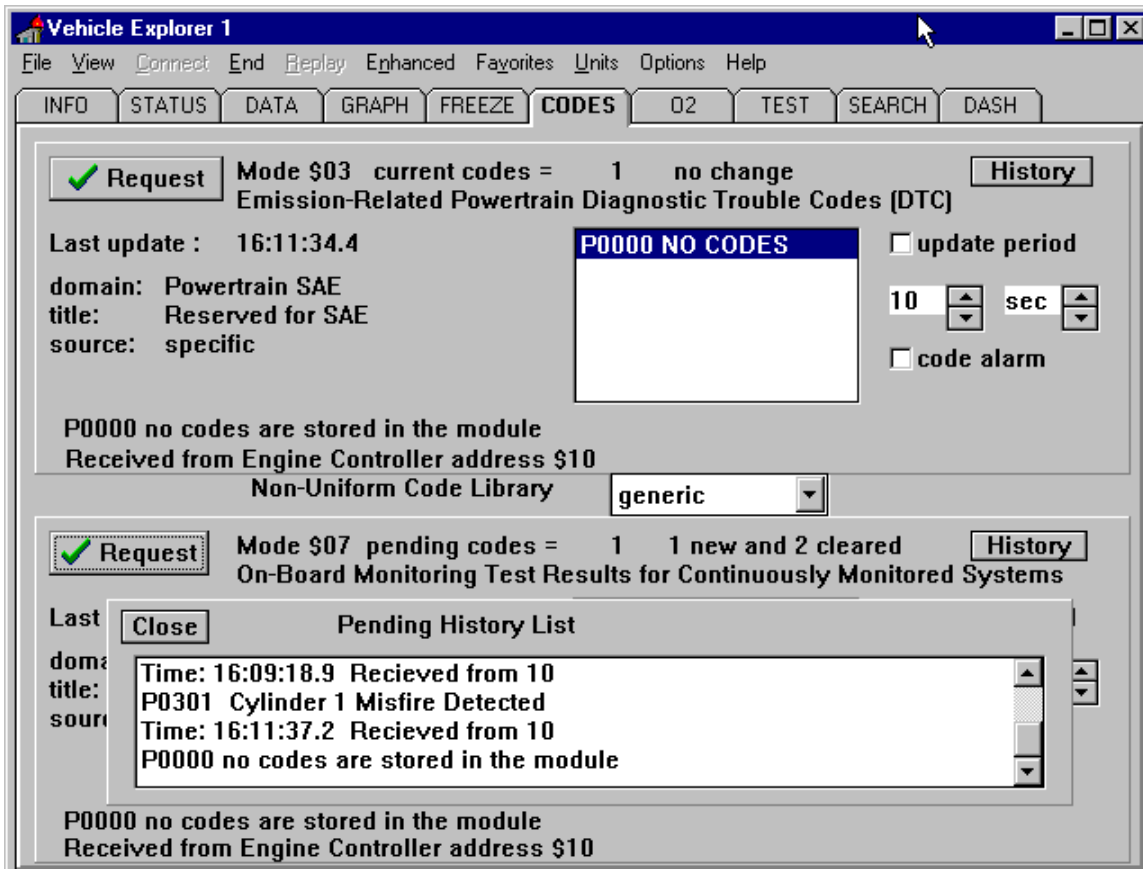 Vehicle Explorer 1
File View Connect End Replay Enhanced Favorites Units Options Help
INFO STATUS DATA GRAPH FREEZE CODES O2 TEST SEARCH DASH
Request Mode $03 current codes = 1 no change History
Emission-Related Powertrain Diagnostic Trouble Codes (DTC)
Last update : 16:11:34.4 P0000 NO CODES update period
domain: Powertrain SAE
title: Reserved for SAE 10 sec
source: specific code alarm
P0000 no codes are stored in the module
Received from Engine Controller address $10
Non-Uniform Code Library generic
Request Mode $07 pending codes = 1 1 new and 2 cleared History
On-Board Monitoring Test Results for Continuously Monitored Systems
Last
Close Pending History List
doma
Time: 16:09:18.9 Recieved from 10
title:
P0301 Cylinder 1 Misfire Detected
sour
Time: 16:11:37.2 Recieved from 10
P0000 no codes are stored in the module
P0000 no codes are stored in the module
Received from Engine Controller address $10